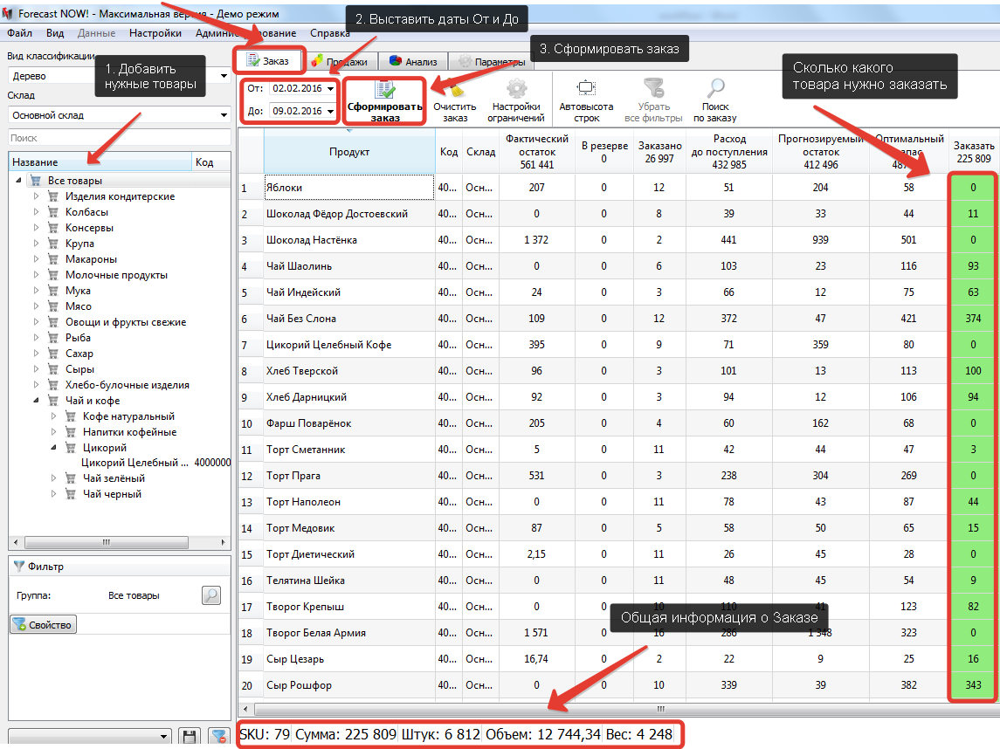 Forecast NOW! - Максимальная версия - Демо режим
Файл Вид Данные Настройки Администрование Справка
2. Выставить даты От и До
3. Сформировать заказ
1. Добавить
нужные товары
Сколько какого
товара нужно заказать
Вид классификации
Дерево
Склад
Основной склад
Поиск
Название Код
Все товары
Изделия кондитерские
Колбасы
Консервы
Крупа
Макароны
Молочные продукты
Мука
Мясо
Овощи и фрукты свежие
Рыба
Сахар
Сыры
Хлебо-булочные изделия
Чай и кофе
Кофе натуральный
Напитки кофейные
Цикорий
Цикорий Целебный ... 4000000
Чай зелёный
Чай черный
Фильтр
Группа: Все товары
Свойство
Заказ Продажи Анализ Параметры
От: 02.02.2016
До: 09.02.2016
Сформировать
заказ
Очистить
заказ
Настройки
ограничений
Автовысота
строк
Убрать
все фильтры
Поиск
по заказу
Продукт Код Склад Фактический остаток 561 441 В резерве 0 Заказано 26 997 Расход до поступления 432 985 Прогнозируемый остаток 412 496 Оптимальный Заказать 225 809
1 Яблоки 40... Осн... 207 0 12 51 204 58 0
2 Шоколад Фёдор Достоевский 40... Осн... 0 0 8 39 33 44 11
3 Шоколад Настёнка 40... Осн... 1 372 0 2 441 939 501 0
4 Чай Шаолинь 40... Осн... 0 0 6 103 23 116 93
5 Чай Индейский 40... Осн... 24 0 3 66 12 75 63
6 Чай Без Слона 40... Осн... 109 0 12 372 47 421 374
7 Цикорий Целебный Кофе 40... Осн... 395 0 9 71 359 80 0
8 Хлеб Тверской 40... Осн... 96 0 3 101 13 113 100
9 Хлеб Дарницкий 40... Осн... 92 0 3 94 12 106 94
10 Фарш Поварёнок 40... Осн... 205 0 4 60 162 68 0
11 Торт Сметанник 40... Осн... 5 0 11 42 44 47 3
12 Торт Прага 40... Осн... 531 0 3 238 304 269 0
13 Торт Наполеон 40... Осн... 0 0 11 78 43 87 44
14 Торт Медовик 40... Осн... 87 0 5 58 50 65 15
15 Торт Диетический 40... Осн... 2,15 0 11 26 45 28 0
16 Телятина Шейка 40... Осн... 0 0 11 48 45 54 9
17 Творог Крепыш 40... Осн... 0 0 10 110 41 123 82
Общая информация о Заказе
18 Творог Белая Армия 40... Осн... 1 571 0 16 286 1 348 323 0
19 Сыр Цезарь 40... Осн... 16,74 0 2 22 9 25 16
20 Сыр Рошфор 40... Осн... 0 0 10 339 39 382 343
SKU: 79 Сумма: 225 809 Штук: 6 812 Объем: 12 744,34 Вес: 4 248